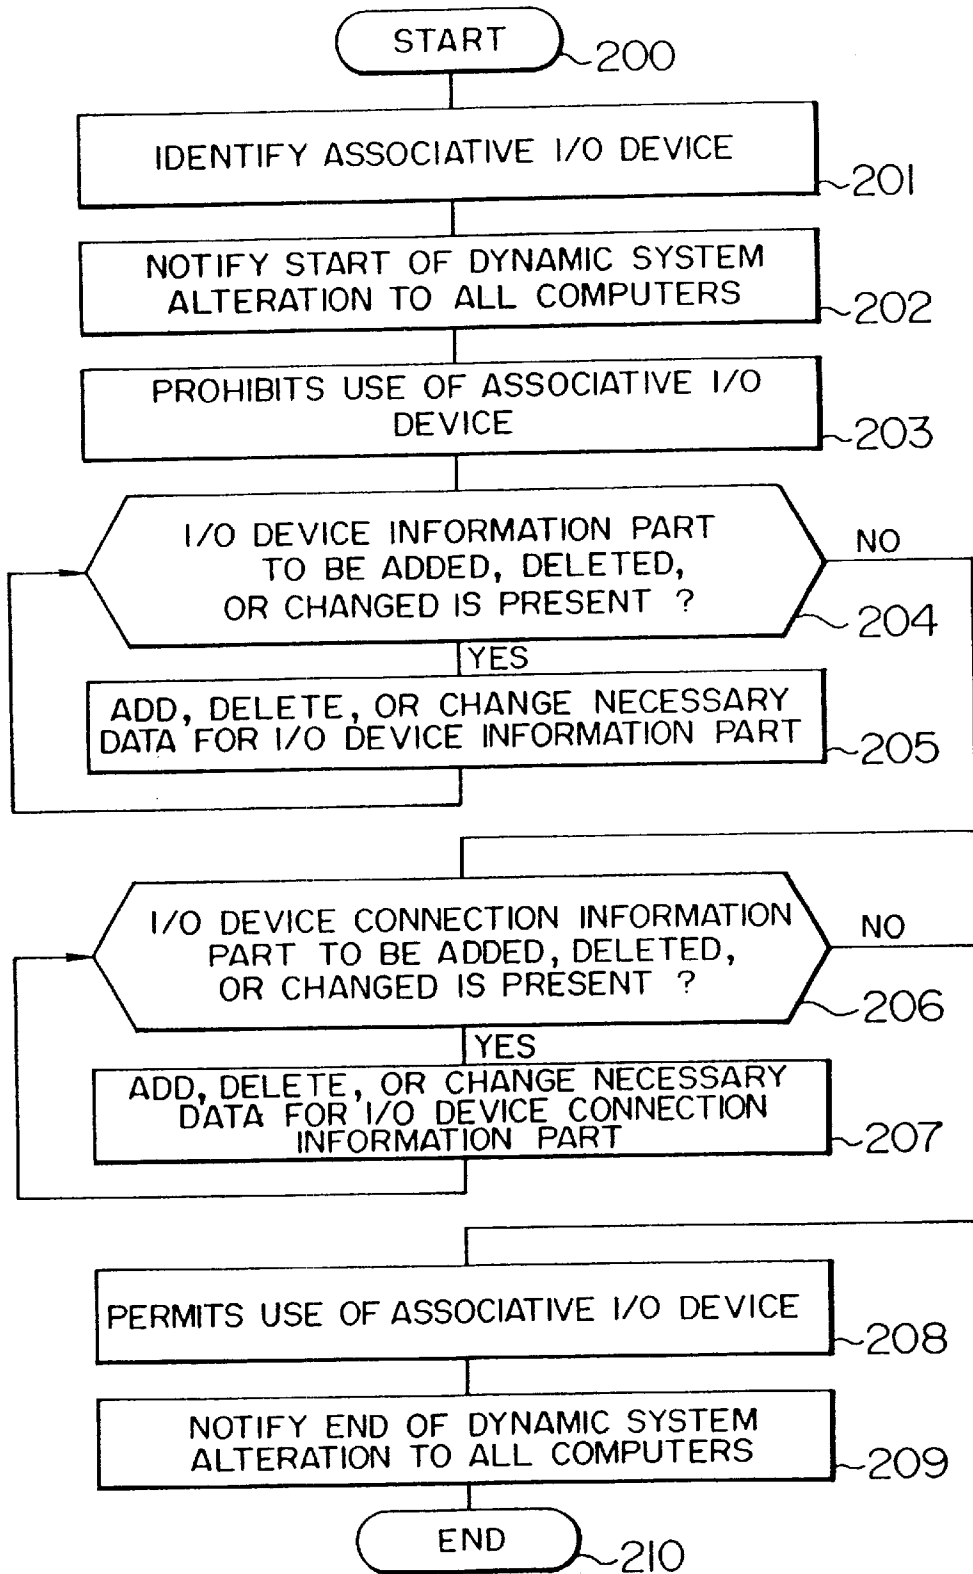 START
200
IDENTIFY ASSOCIATIVE I/O DEVICE
201
NOTIFY START OF DYNAMIC SYSTEM
ALTERATION TO ALL COMPUTERS
202
PROHIBITS USE OF ASSOCIATIVE I/O
DEVICE
203
I/O DEVICE INFORMATION PART
TO BE ADDED, DELETED,
OR CHANGED IS PRESENT ?
NO
204
YES
ADD, DELETE, OR CHANGE NECESSARY
DATA FOR I/O DEVICE INFORMATION PART
205
I/O DEVICE CONNECTION INFORMATION
PART TO BE ADDED, DELETED,
OR CHANGED IS PRESENT ?
NO
206
YES
ADD, DELETE, OR CHANGE NECESSARY
DATA FOR I/O DEVICE CONNECTION
INFORMATION PART
207
PERMITS USE OF ASSOCIATIVE I/O DEVICE
208
NOTIFY END OF DYNAMIC SYSTEM
ALTERATION TO ALL COMPUTERS
209
END
210